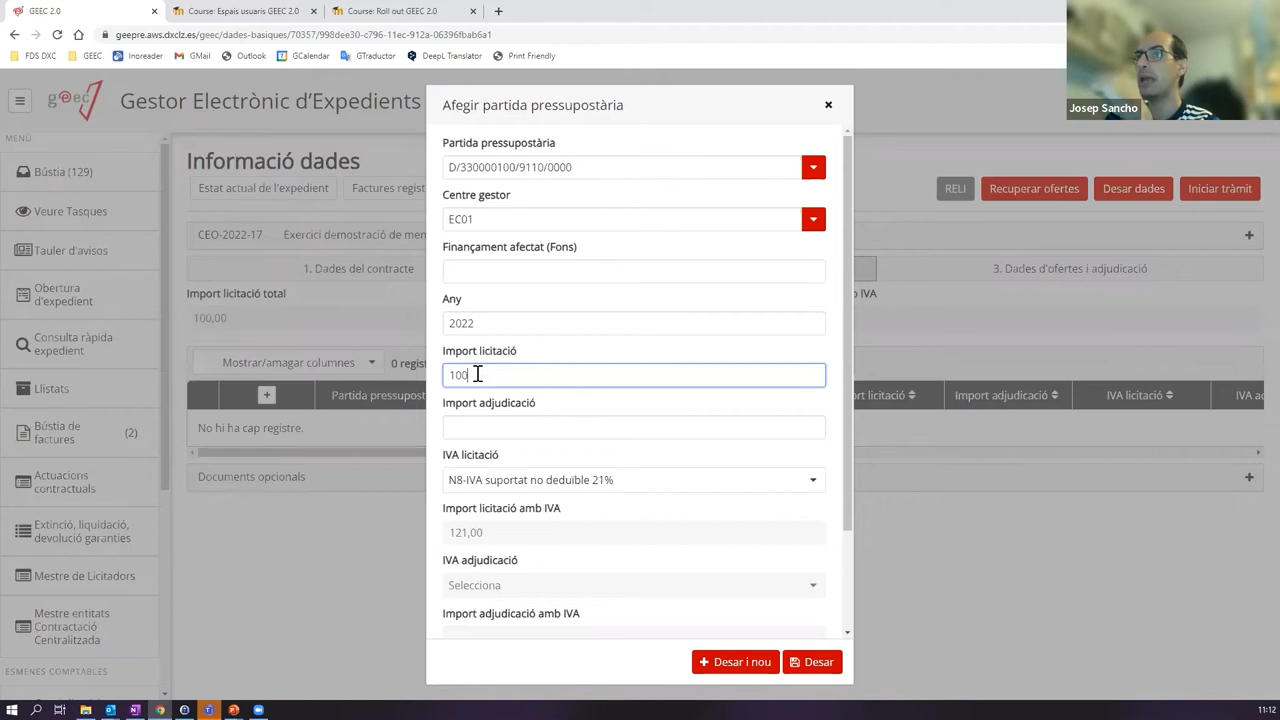 GEEC 2.0
Course: Espais usuaris GEEC 2.0
Course: Roll out GEEC 2.0
geepre.aws.dxclz.es/geec/dades-basiques/70357/998dee30-c796-11ec-912a-06396fbab6a1
FDS DXC
GEEC
Inoreader
GMail
Outlook
GCalendar
GTraductor
DeepL Translator
Print Friendly
Josep Sancho
geec
Gestor Electrònic d'Expedients
MENÚ
Bústia (129)
Veure Tasques
Tauler d'avisos
Obertura
d'expedient
Consulta ràpida
expedient
Llistats
Bústia de
factures
(2)
Actuacions
contractuals
Extinció, liquidació,
devolució garanties
Mestre de Licitadors
Mestre entitats
Contractació
Centralitzada
ESMENES COMPTABLES
Informació dades
Estat actual de l'expedient
Factures regist
RELI
Recuperar ofertes
Desar dades
Iniciar tràmit
CEO-2022-17
Exercici demostració de men
1. Dades del contracte
3. Dades d'ofertes i adjudicació
Import licitació total
100,00
b IVA
Mostrar/amagar columnes
0 regist
Partida pressupost
rt licitació
Import adjudicació
IVA licitació
IVA ad
No hi ha cap registre.
Documents opcionals
Afegir partida pressupostària
Partida pressupostària
D/330000100/9110/0000
Centre gestor
EC01
Finançament afectat (Fons)
Any
2022
Import licitació
100
Import adjudicació
IVA licitació
N8-IVA suportat no deduïble 21%
Import licitació amb IVA
121,00
IVA adjudicació
Selecciona
Import adjudicació amb IVA
Desar i nou
Desar
11:12